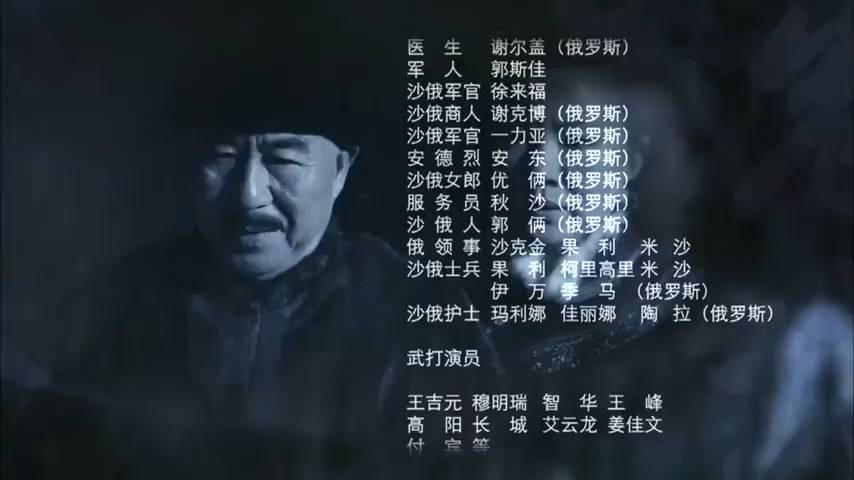 医 生 谢尔盖（俄罗斯）
军 人 郭斯佳
沙俄军官 徐来福
沙俄商人 谢克博（俄罗斯）
沙俄军官 一力亚（俄罗斯）
安 德 烈 安 东（俄罗斯）
沙俄女郎 优 俩（俄罗斯）
服 务 员 秋 沙（俄罗斯）
沙 俄 人 郭 俩（俄罗斯）
俄 领 事 沙克金 果 利 米 沙
沙俄士兵 果 利 柯里高里 米 沙
伊 万 季 马 （俄罗斯）
沙俄护士 玛利娜 佳丽娜 陶 拉（俄罗斯）
武打演员
王吉元 穆明瑞 智 华 王 峰
高 阳 长 城 艾云龙 姜佳文
付 宾 等